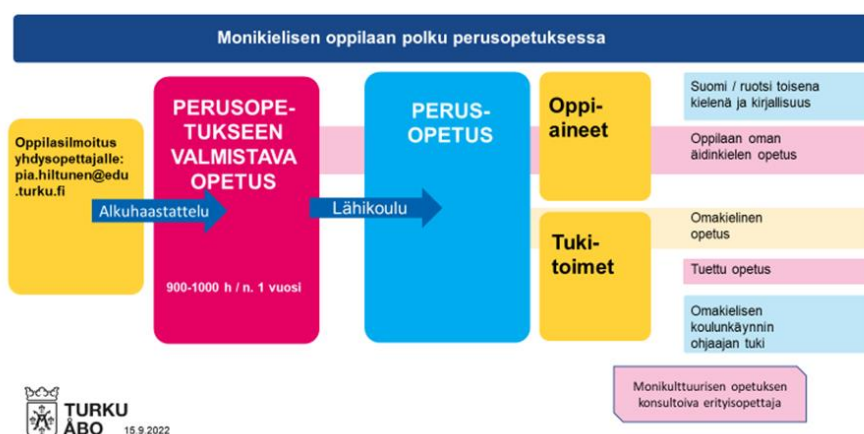 Monikielisen oppilaan polku perusopetuksessa
Oppilasilmoitus
yhdysopettajalle:
pia.hiltunen@edu
.turku.fi
Alkuhaastattelu
PERUSOPE-
TUKSEEN
VALMISTAVA
OPETUS
900-1000 h / n. 1 vuosi
Lähikoulu
PERUS-
OPETUS
Oppi-
aineet
Suomi / ruotsi toisena
kielenä ja kirjallisuus
Oppilaan oman
äidinkielen opetus
Tuki-
toimet
Omakielinen
opetus
Tuettu opetus
Omakielisen
koulunkäynnin
ohjaajan tuki
Monikulttuurisen opetuksen
konsultoiva erityisopettaja
TURKU
ÅBO
15.9.2022